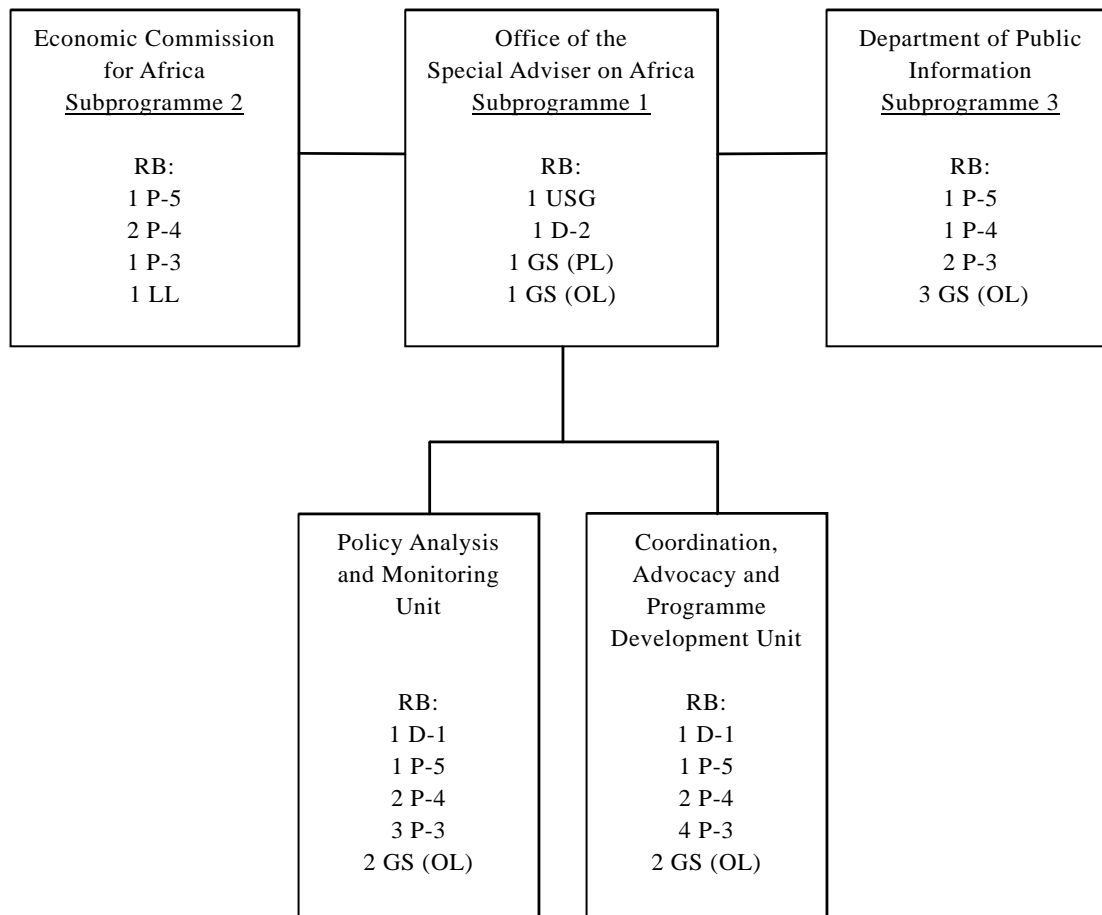 Economic Commission
for Africa
Subprogramme 2
RB:
1 P-5
2 P-4
1 P-3
1 LL
Office of the
Special Adviser on Africa
Subprogramme 1
RB:
1 USG
1 D-2
1 GS (PL)
1 GS (OL)
Department of Public
Information
Subprogramme 3
RB:
1 P-5
1 P-4
2 P-3
3 GS (OL)
Policy Analysis
and Monitoring
Unit
RB:
1 D-1
1 P-5
2 P-4
3 P-3
2 GS (OL)
Coordination,
Advocacy and
Programme
Development Unit
RB:
1 D-1
1 P-5
2 P-4
4 P-3
2 GS (OL)